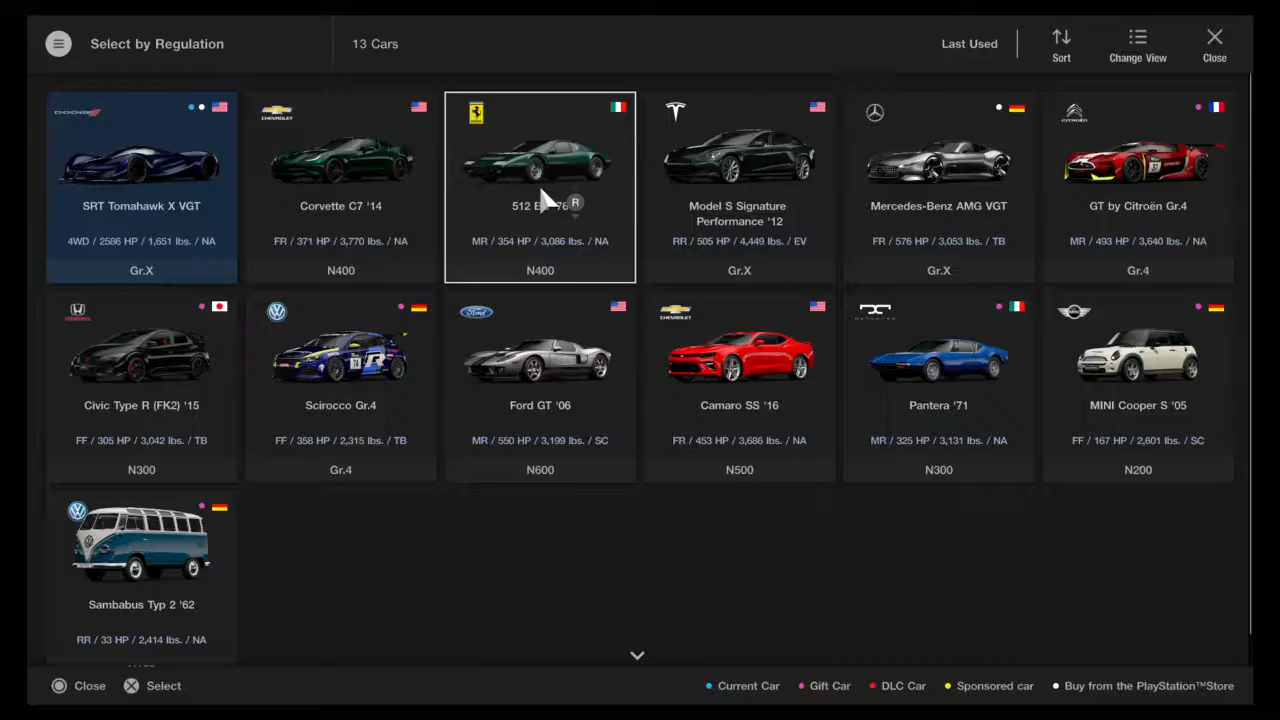 Select by Regulation
13 Cars
Last Used
Sort
Change View
Close
SRT Tomahawk X VGT
4WD / 2586 HP / 1,651 lbs. / NA
Gr.X
CHEVROLET
Corvette C7 '14
FR / 371 HP / 3,770 lbs. / NA
N400
512
R
MR / 354 HP / 3,086 lbs. / NA
N400
Model S Signature
Performance '12
RR / 505 HP / 4,449 lbs. / EV
Gr.X
Mercedes-Benz AMG VGT
FR / 576 HP / 3,053 lbs. / TB
Gr.X
CITROËN
GT by Citroën Gr.4
MR / 493 HP / 3,640 lbs. / NA
Gr.4
HONDA
Civic Type R (FK2) '15
FF / 305 HP / 3,042 lbs. / TB
N300
Scirocco Gr.4
FF / 358 HP / 2,315 lbs. / TB
Gr.4
Ford
Ford GT '06
MR / 550 HP / 3,199 lbs. / SC
N600
CHEVROLET
Camaro SS '16
FR / 453 HP / 3,686 lbs. / NA
N500
Pantera '71
MR / 325 HP / 3,131 lbs. / NA
N300
MINI
MINI Cooper S '05
FF / 167 HP / 2,601 lbs. / SC
N200
Sambabus Typ 2 '62
RR / 33 HP / 2,414 lbs. / NA
Close
Select
Current Car
Gift Car
DLC Car
Sponsored car
Buy from the PlayStation™Store